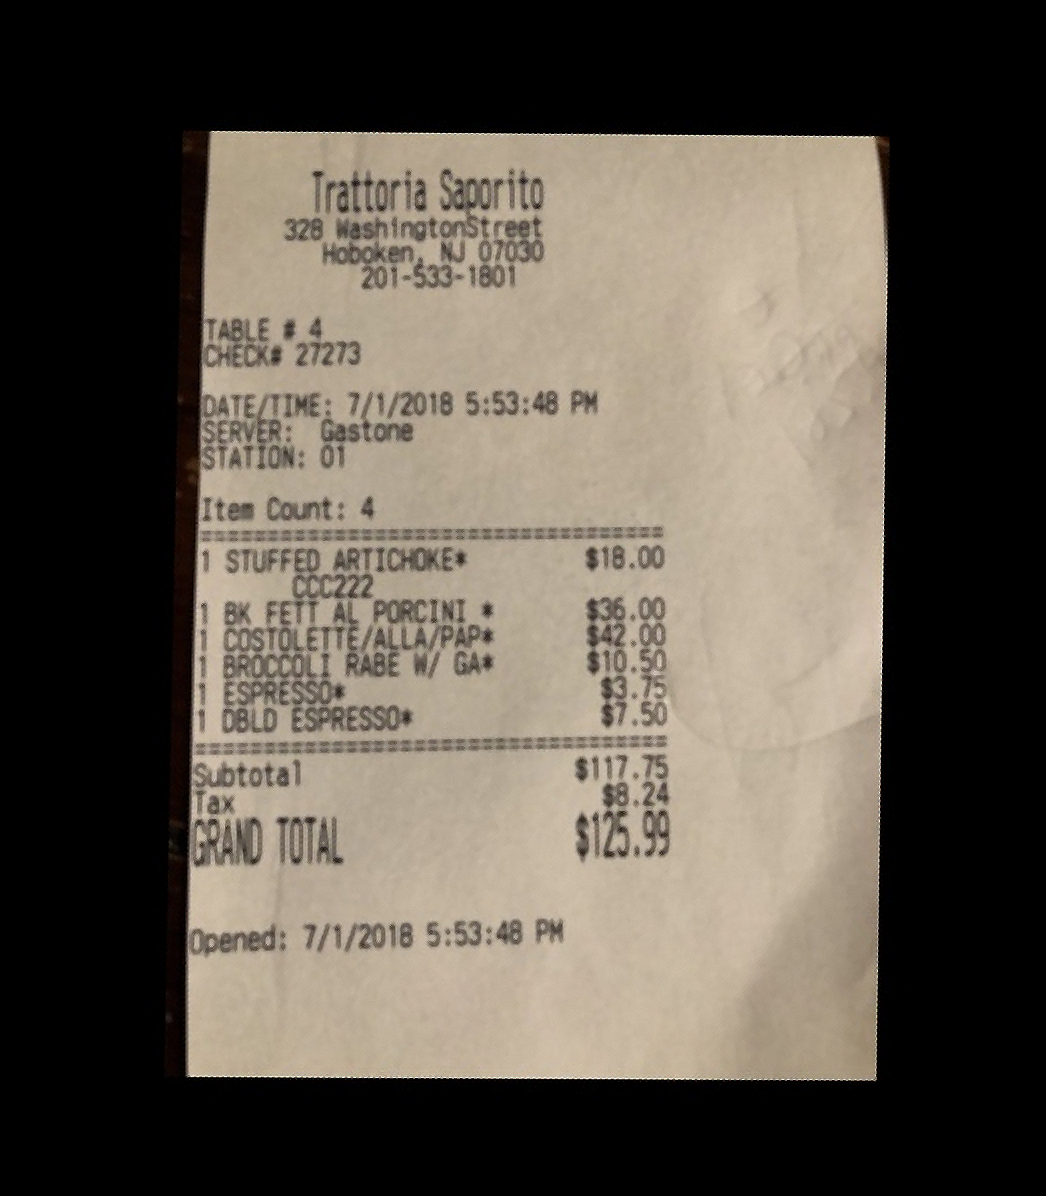 Trattoria Saporito
328 WashingtonStreet
Hoboken, NJ 07030
201-533-1801
TABLE # 4
CHECK# 27273
DATE/TIME: 7/1/2018 5:53:48 PM
SERVER: Gastone
STATION: 01
Item Count: 4
===================================
1 STUFFED ARTICHOKE* $18.00
CCC222
1 BK FETT AL PORCINI * $36.00
1 COSTOLETTE/ALLA/PAP* $42.00
1 BROCCOLI RABE W/ GA* $10.50
1 ESPRESSO* $3.75
1 DBLD ESPRESSO* $7.50
===================================
Subtotal $117.75
Tax $8.24
GRAND TOTAL $125.99
Opened: 7/1/2018 5:53:48 PM